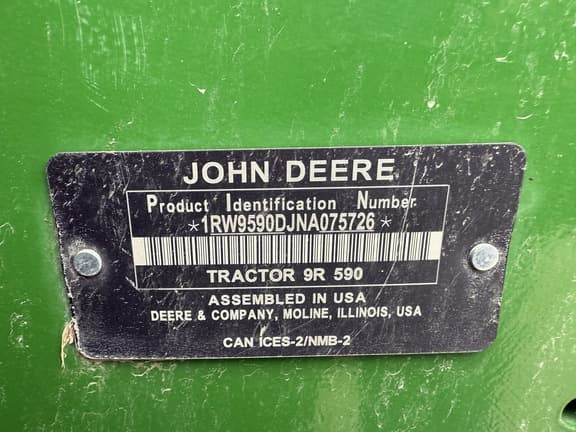 JOHN DEERE
Product Identification Number
*1RW9590DJNA075726*
TRACTOR 9R 590
ASSEMBLED IN USA
DEERE & COMPANY, MOLINE, ILLINOIS, USA
CAN ICES-2/NMB-2